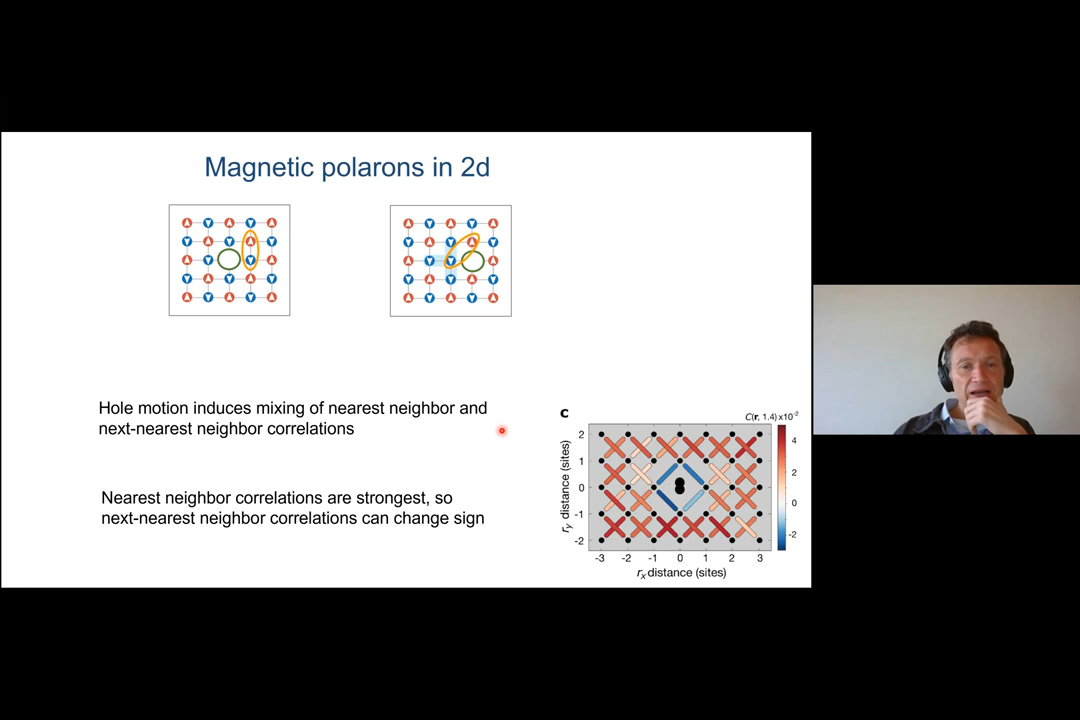 Magnetic polarons in 2d
Hole motion induces mixing of nearest neighbor and
next-nearest neighbor correlations
Nearest neighbor correlations are strongest, so
next-nearest neighbor correlations can change sign
c
C(r, 1.4) x10⁻²
4
2
0
-2
2
1
0
-1
-2
r_y distance (sites)
-3 -2 -1 0 1 2 3
r_x distance (sites)